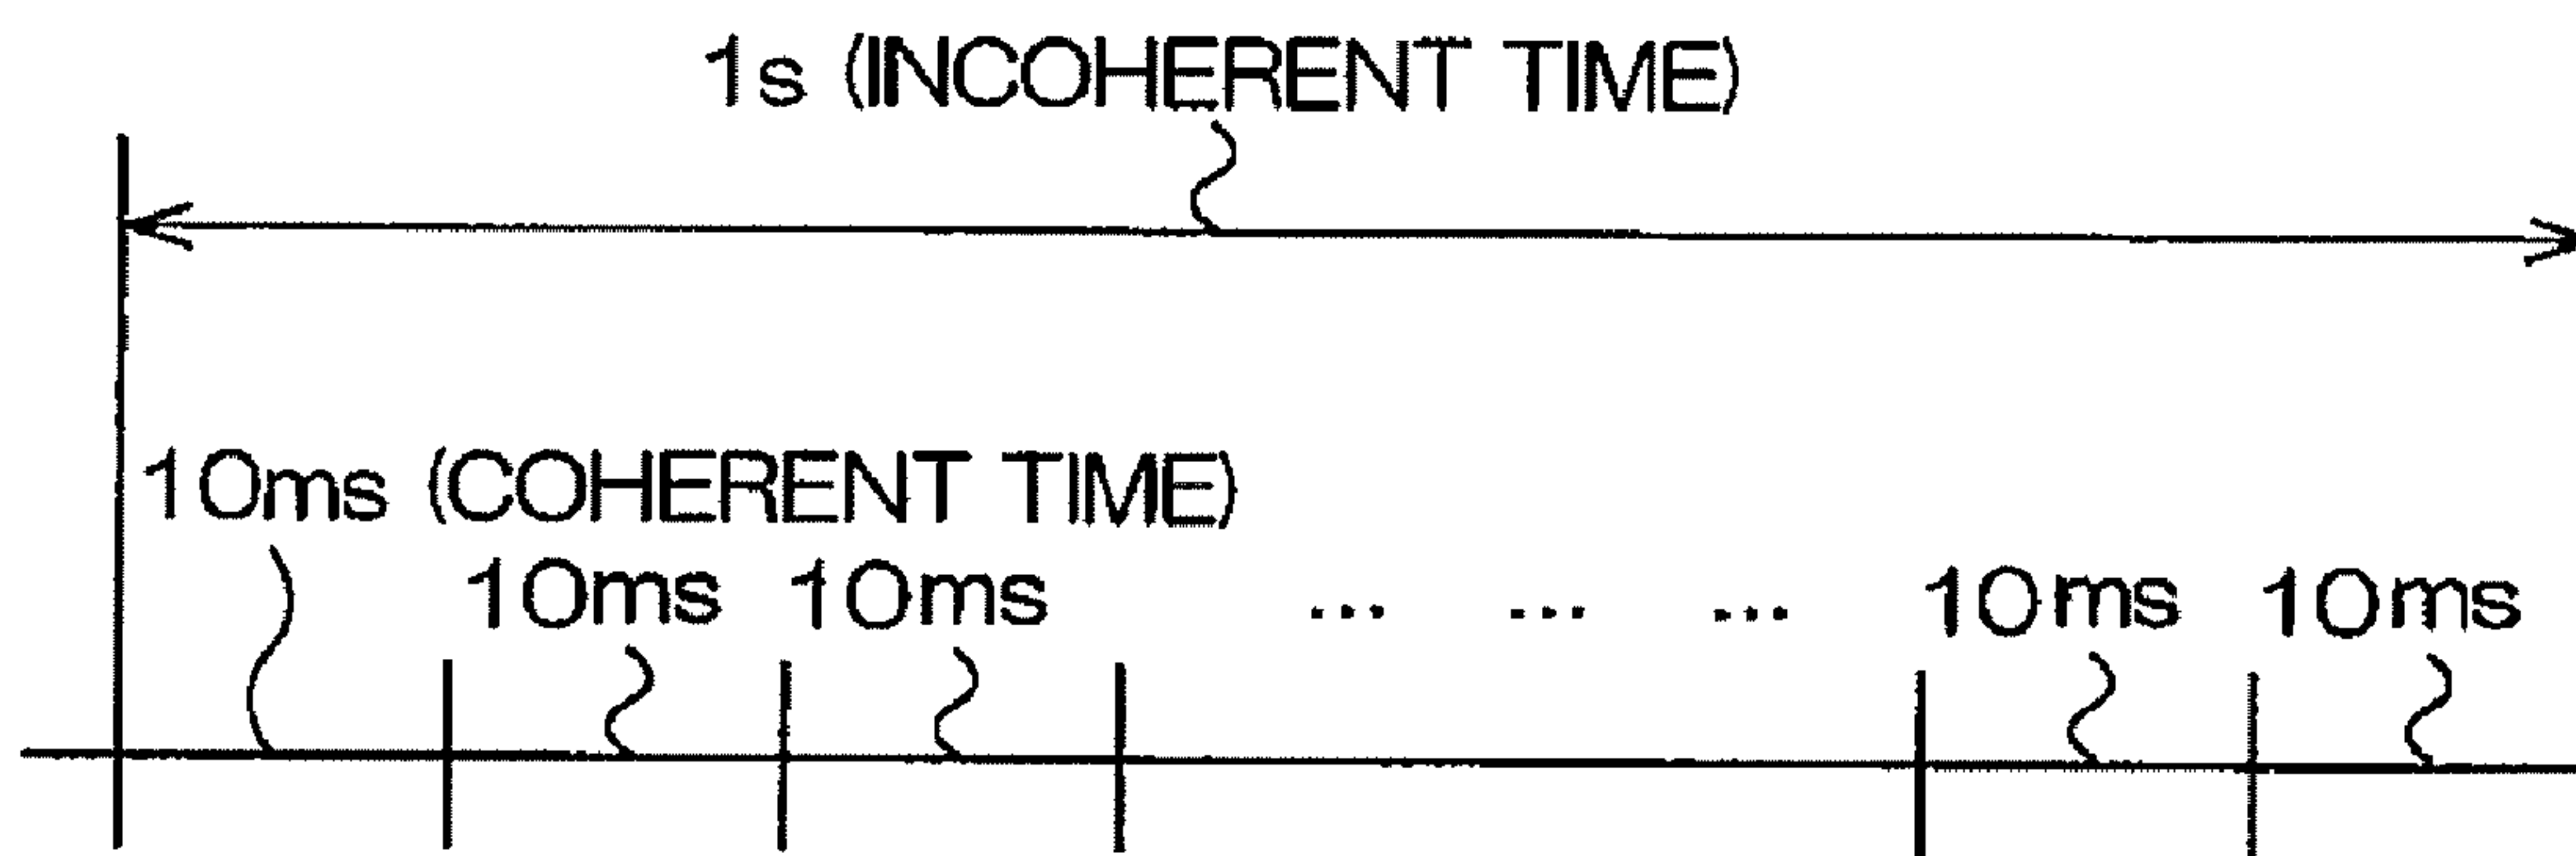 1s (INCOHERENT TIME)
10ms (COHERENT TIME)
10ms 10ms ... ... ... 10ms 10ms